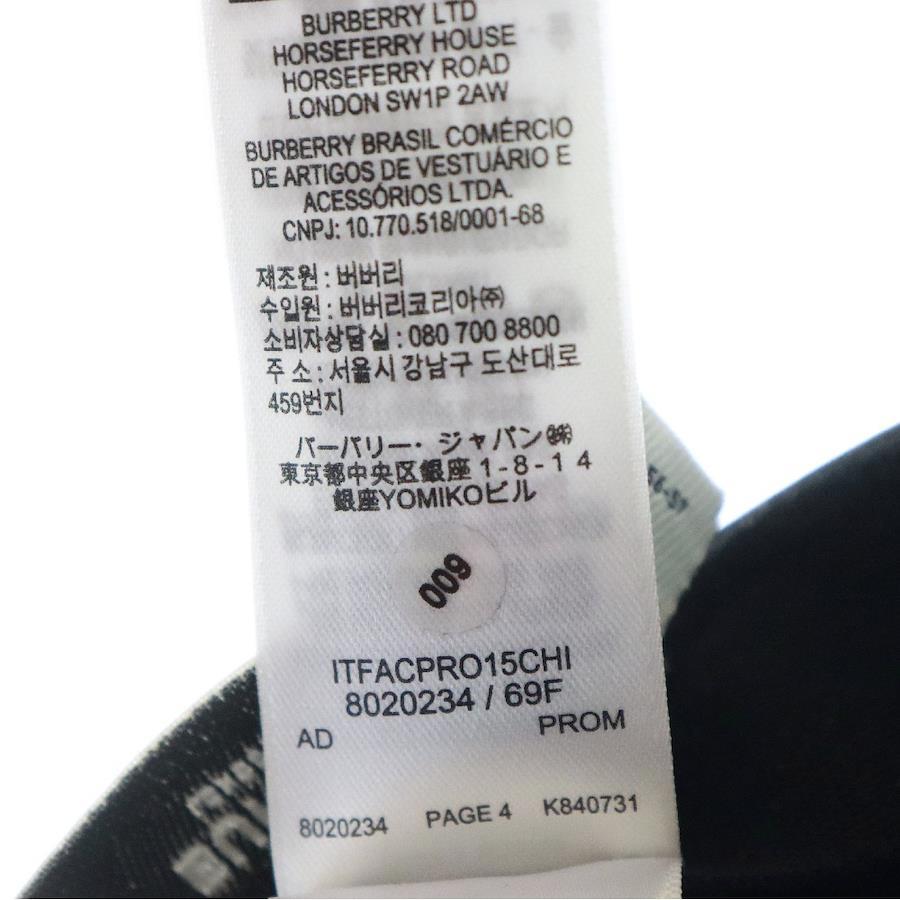 BURBERRY LTD
HORSEFERRY HOUSE
HORSEFERRY ROAD
LONDON SW1P 2AW
BURBERRY BRASIL COMÉRCIO
DE ARTIGOS DE VESTUÁRIO E
ACESSÓRIOS LTDA.
CNPJ: 10.770.518/0001-68
재조원 : 버버리
수입원 : 버버리코리아㈜
소비자상담실 : 080 700 8800
주 소 : 서울시 강남구 도산대로
459번지
バーバリー・ジャパン㈱
東京都中央区銀座 1-8-14
銀座YOMIKOビル
009
ITFACPRO15CHI
8020234 / 69F
AD PROM
8020234 PAGE 4 K840731